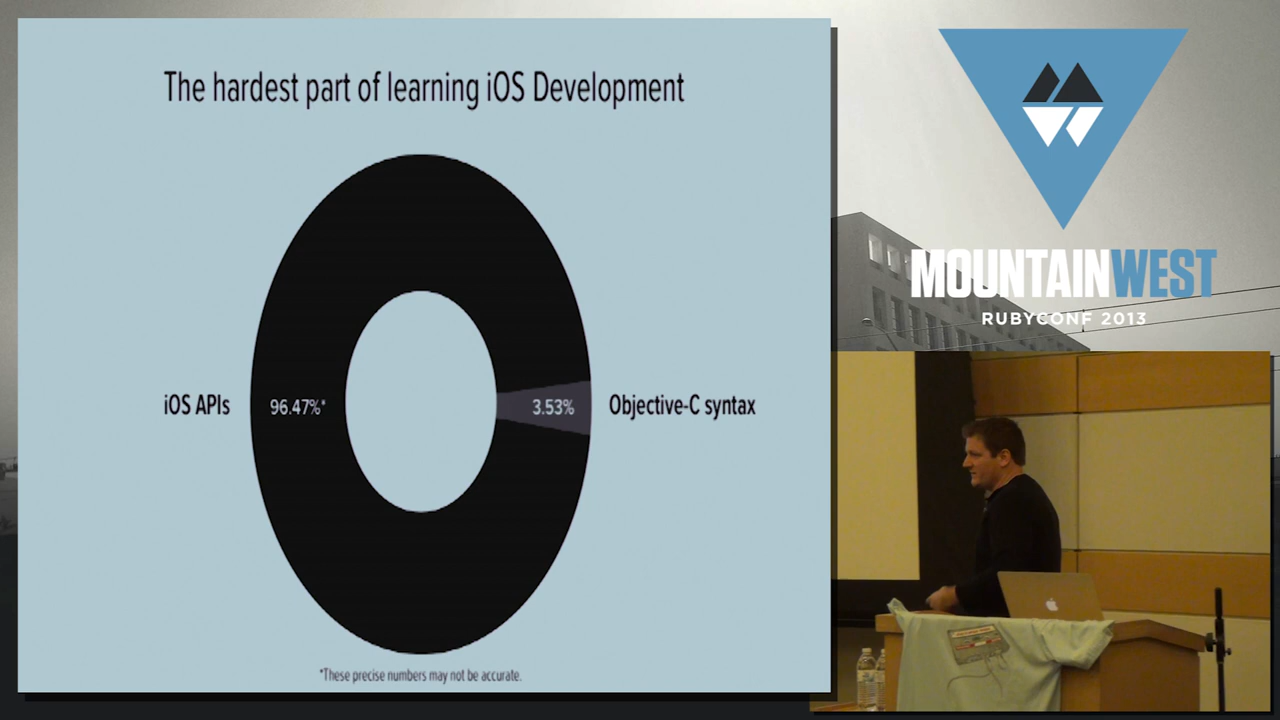 The hardest part of learning iOS Development
iOS APIs
96.47%*
3.53%
Objective-C syntax
*These precise numbers may not be accurate.
MOUNTAINWEST
RUBYCONF 2013